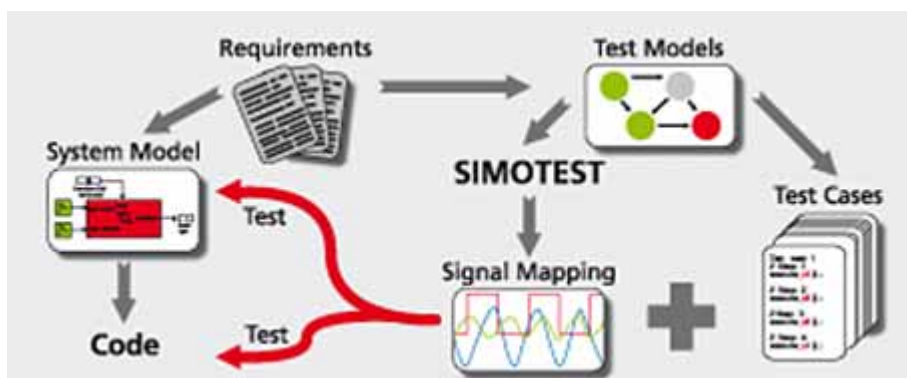 Requirements
Test Models
System Model
SIMOTEST
Test Cases
Test
Signal Mapping
Test
Code